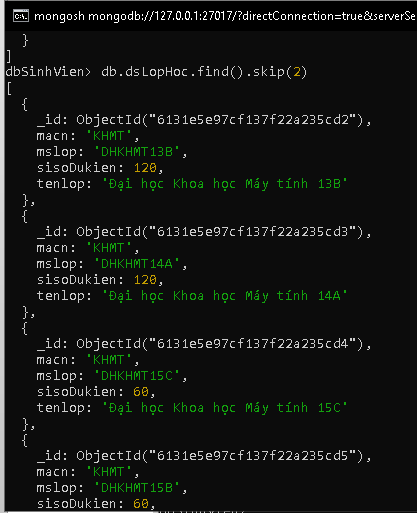 mongosh mongodb://127.0.0.1:27017/?directConnection=true&serverSe
}
]
dbSinhVien> db.dsLopHoc.find().skip(2)
[
{
_id: ObjectId("6131e5e97cf137f22a235cd2"),
macn: 'KHMT',
mslop: 'DHKHMT13B',
sisoDukien: 120,
tenlop: 'Đại học Khoa học Máy tính 13B'
},
{
_id: ObjectId("6131e5e97cf137f22a235cd3"),
macn: 'KHMT',
mslop: 'DHKHMT14A',
sisoDukien: 120,
tenlop: 'Đại học Khoa học Máy tính 14A'
},
{
_id: ObjectId("6131e5e97cf137f22a235cd4"),
macn: 'KHMT',
mslop: 'DHKHMT15C',
sisoDukien: 60,
tenlop: 'Đại học Khoa học Máy tính 15C'
},
{
_id: ObjectId("6131e5e97cf137f22a235cd5"),
macn: 'KHMT',
mslop: 'DHKHMT15B',
sisoDukien: 60,